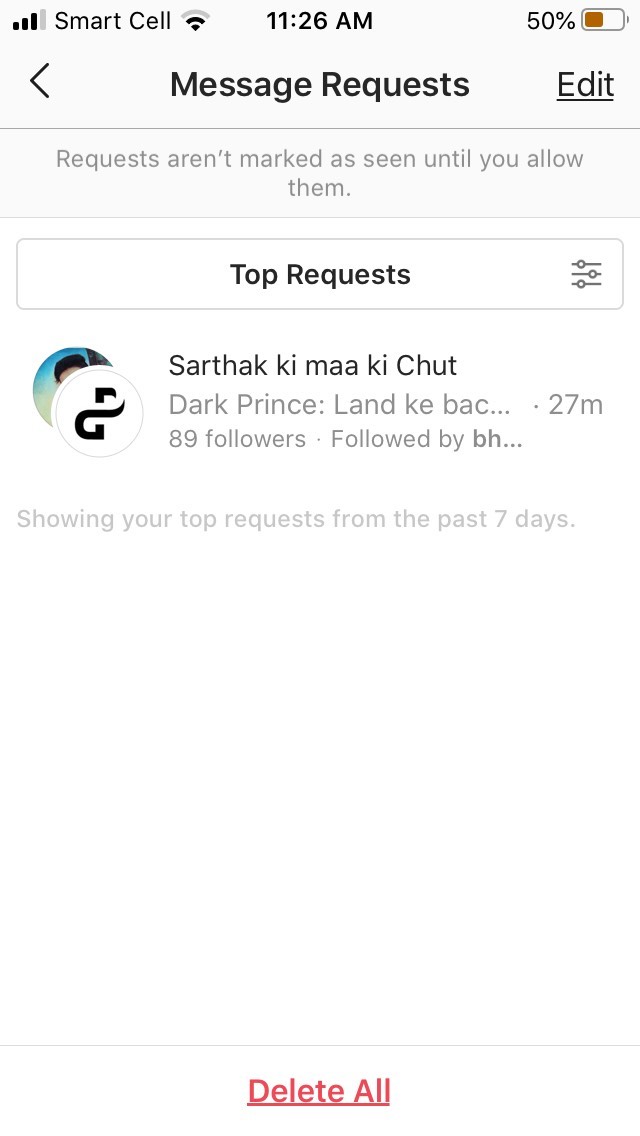 Smart Cell 11:26 AM 50%
Message Requests Edit
Requests aren’t marked as seen until you allow
them.
Top Requests
Sarthak ki maa ki Chut
Dark Prince: Land ke bac... · 27m
89 followers · Followed by bh...
Showing your top requests from the past 7 days.
Delete All